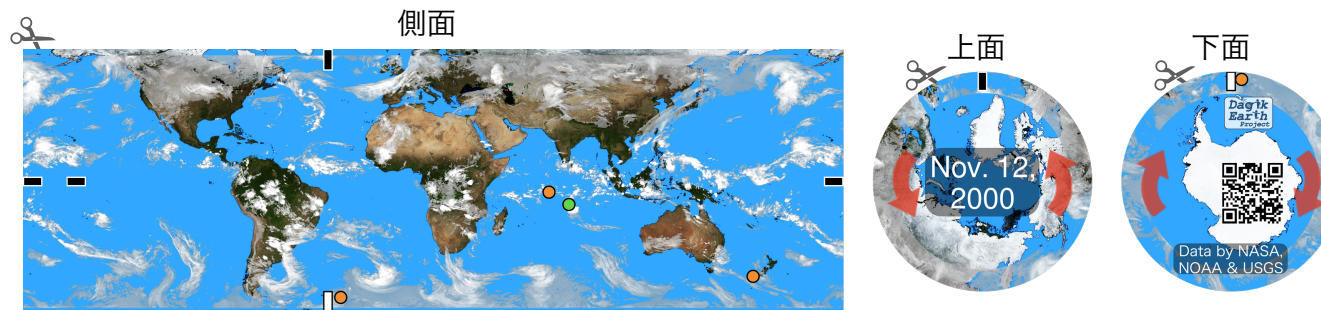 側面
上面
下面
Nov. 12,
2000
Dagik
Earth
Project
Data by NASA,
NOAA & USGS